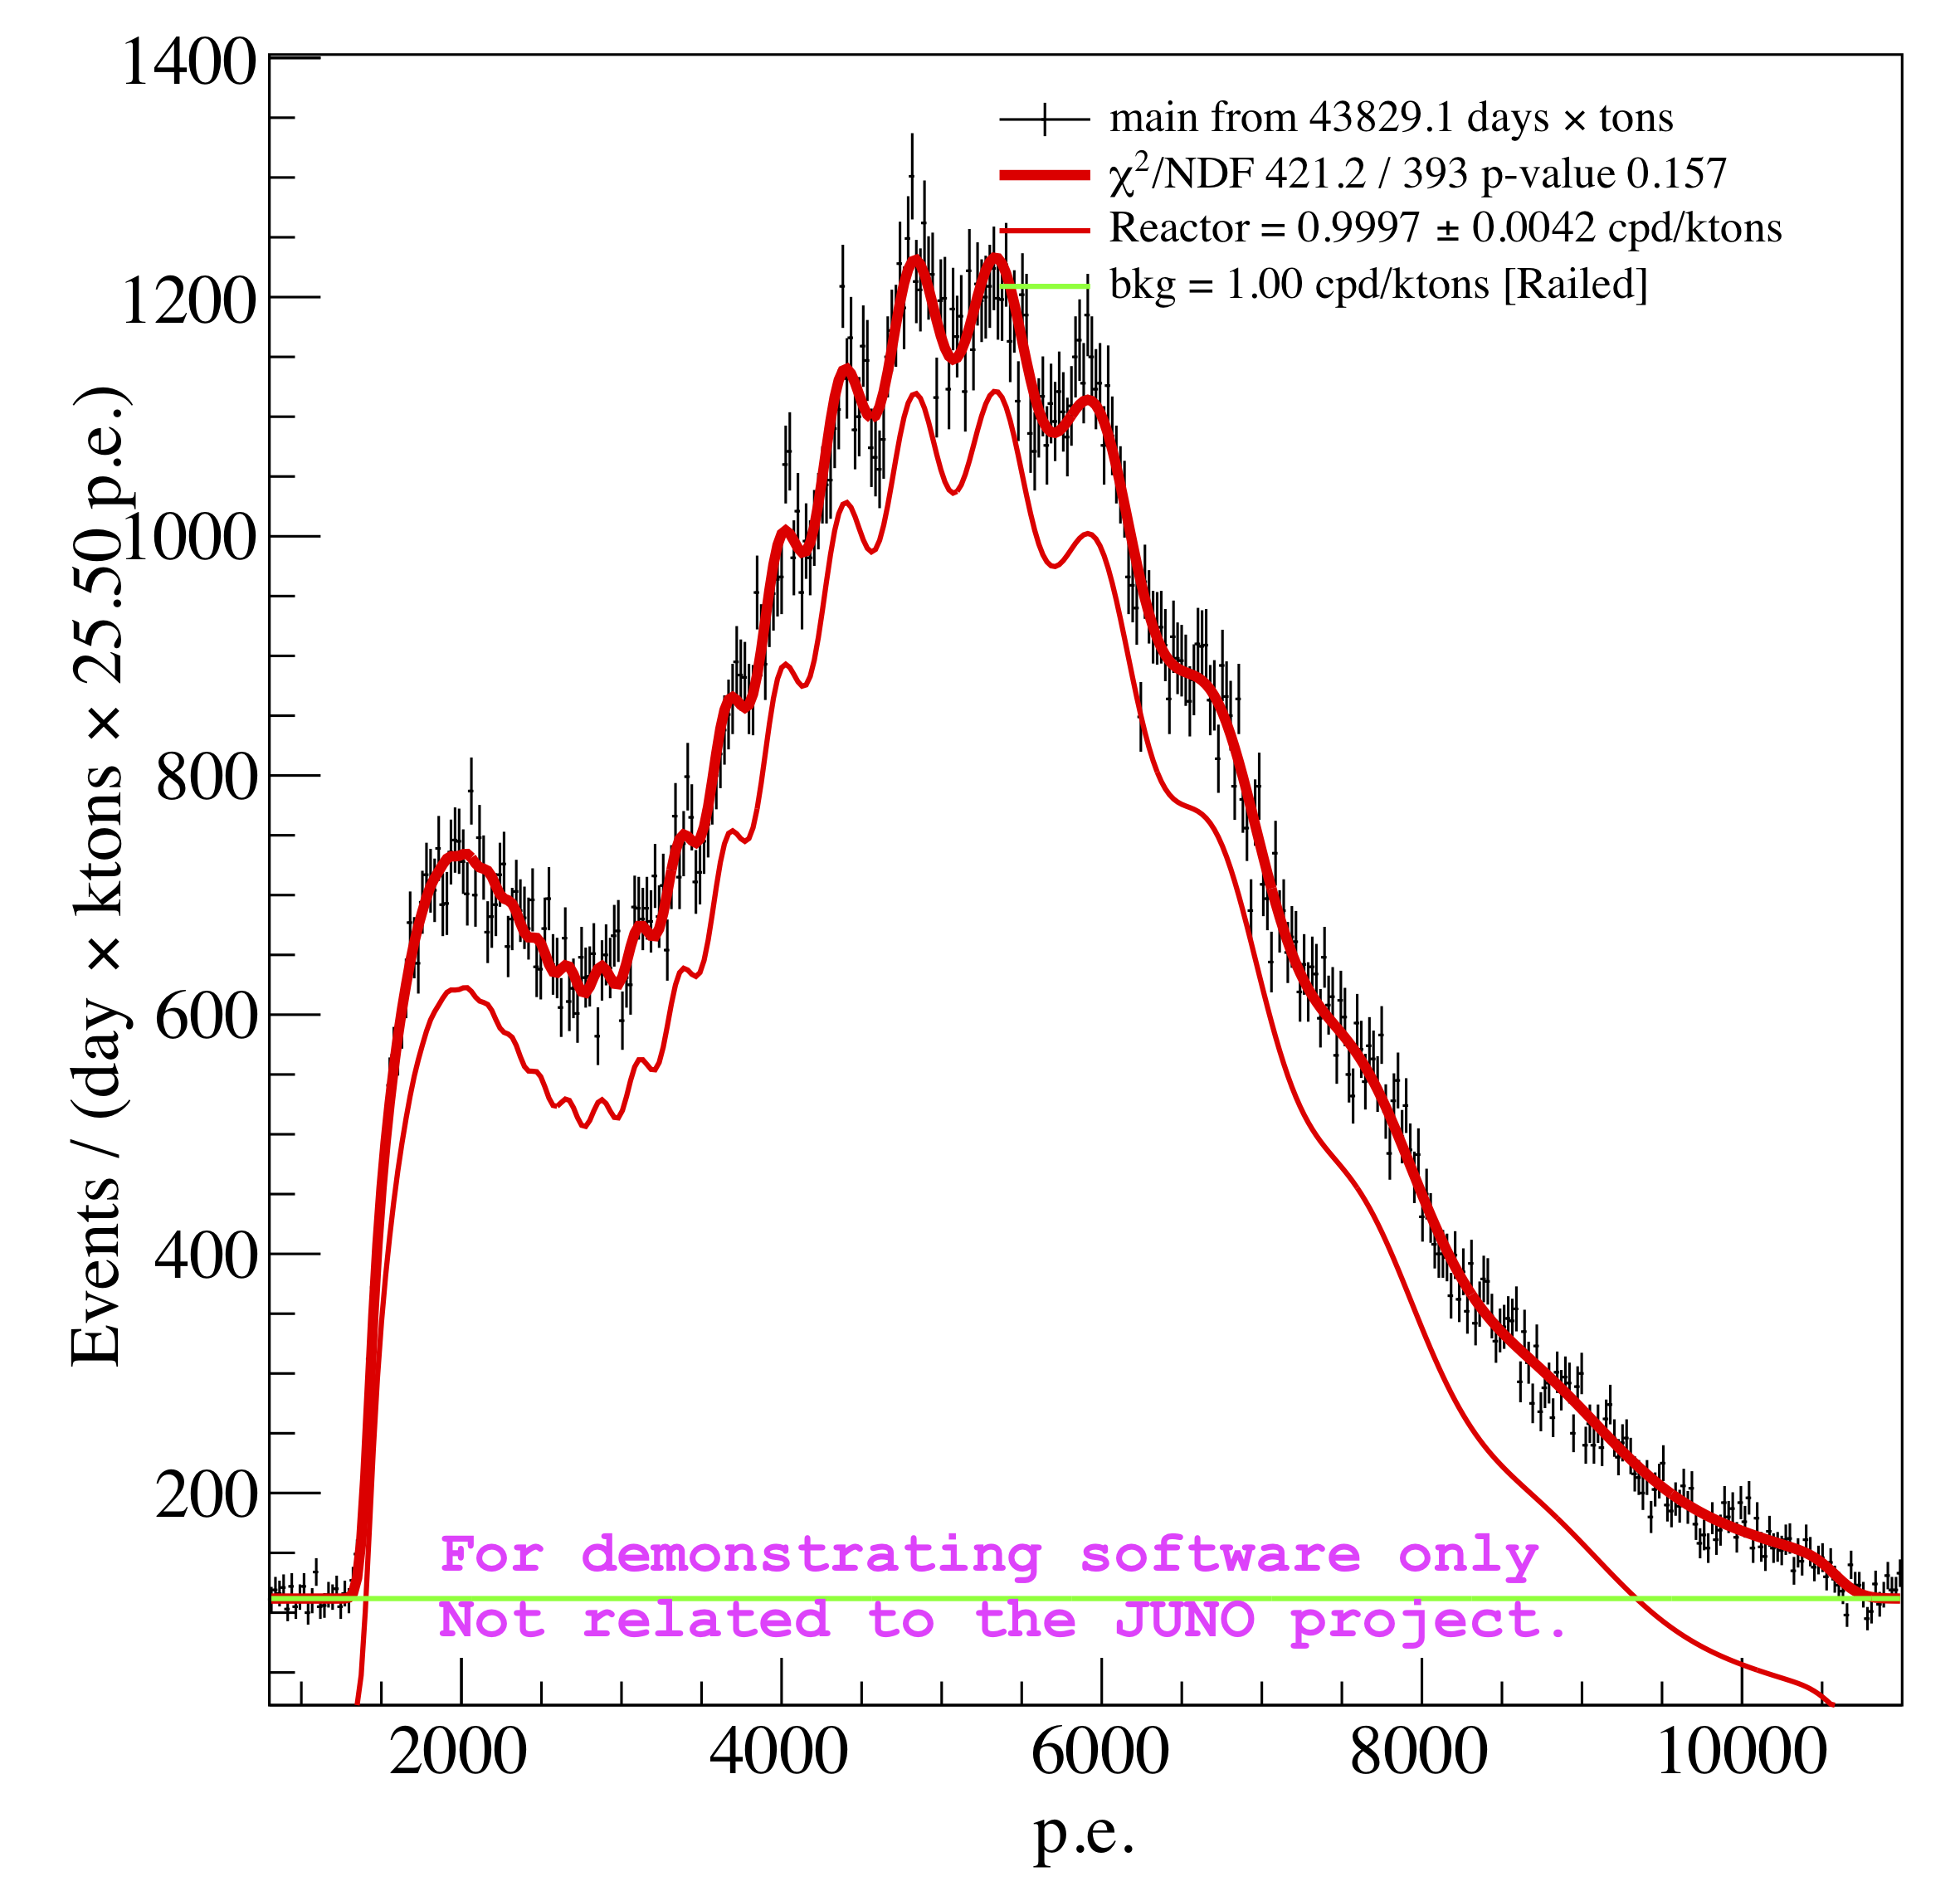 1400
1200
1000
800
600
400
200
Events / (day × ktons × 25.50 p.e.)
main from 43829.1 days × tons
χ²/NDF 421.2 / 393 p-value 0.157
Reactor = 0.9997 ± 0.0042 cpd/ktons
bkg = 1.00 cpd/ktons [Railed]
For demonstrating software only
Not related to the JUNO project.
2000 4000 6000 8000 10000
p.e.